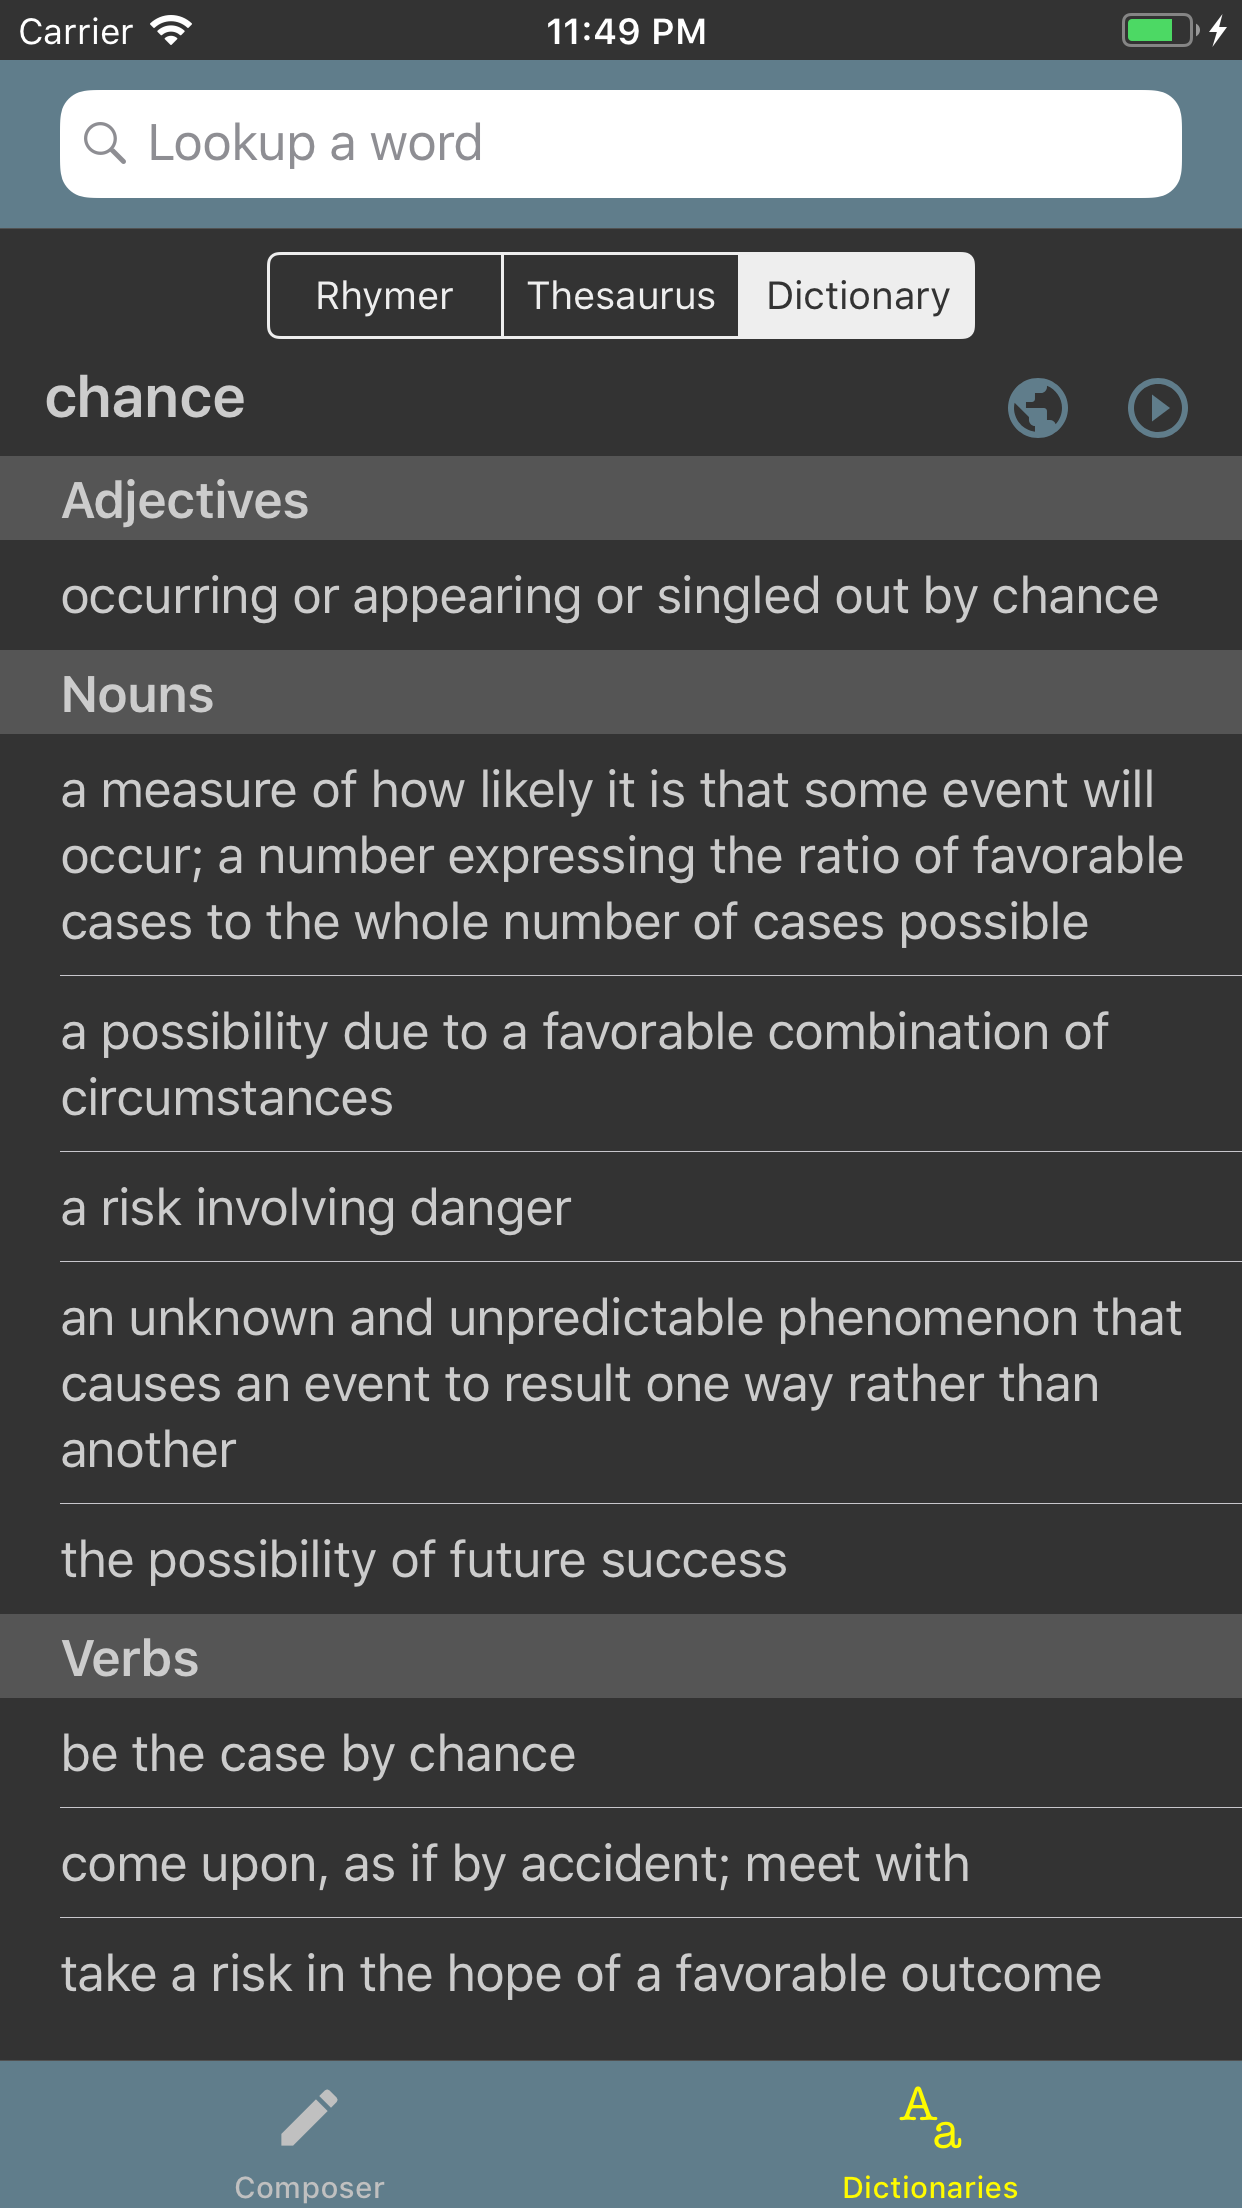 Carrier 11:49 PM
Lookup a word
Rhymer Thesaurus Dictionary
chance
Adjectives
occurring or appearing or singled out by chance
Nouns
a measure of how likely it is that some event will
occur; a number expressing the ratio of favorable
cases to the whole number of cases possible
a possibility due to a favorable combination of
circumstances
a risk involving danger
an unknown and unpredictable phenomenon that
causes an event to result one way rather than
another
the possibility of future success
Verbs
be the case by chance
come upon, as if by accident; meet with
take a risk in the hope of a favorable outcome
A
a
Composer Dictionaries